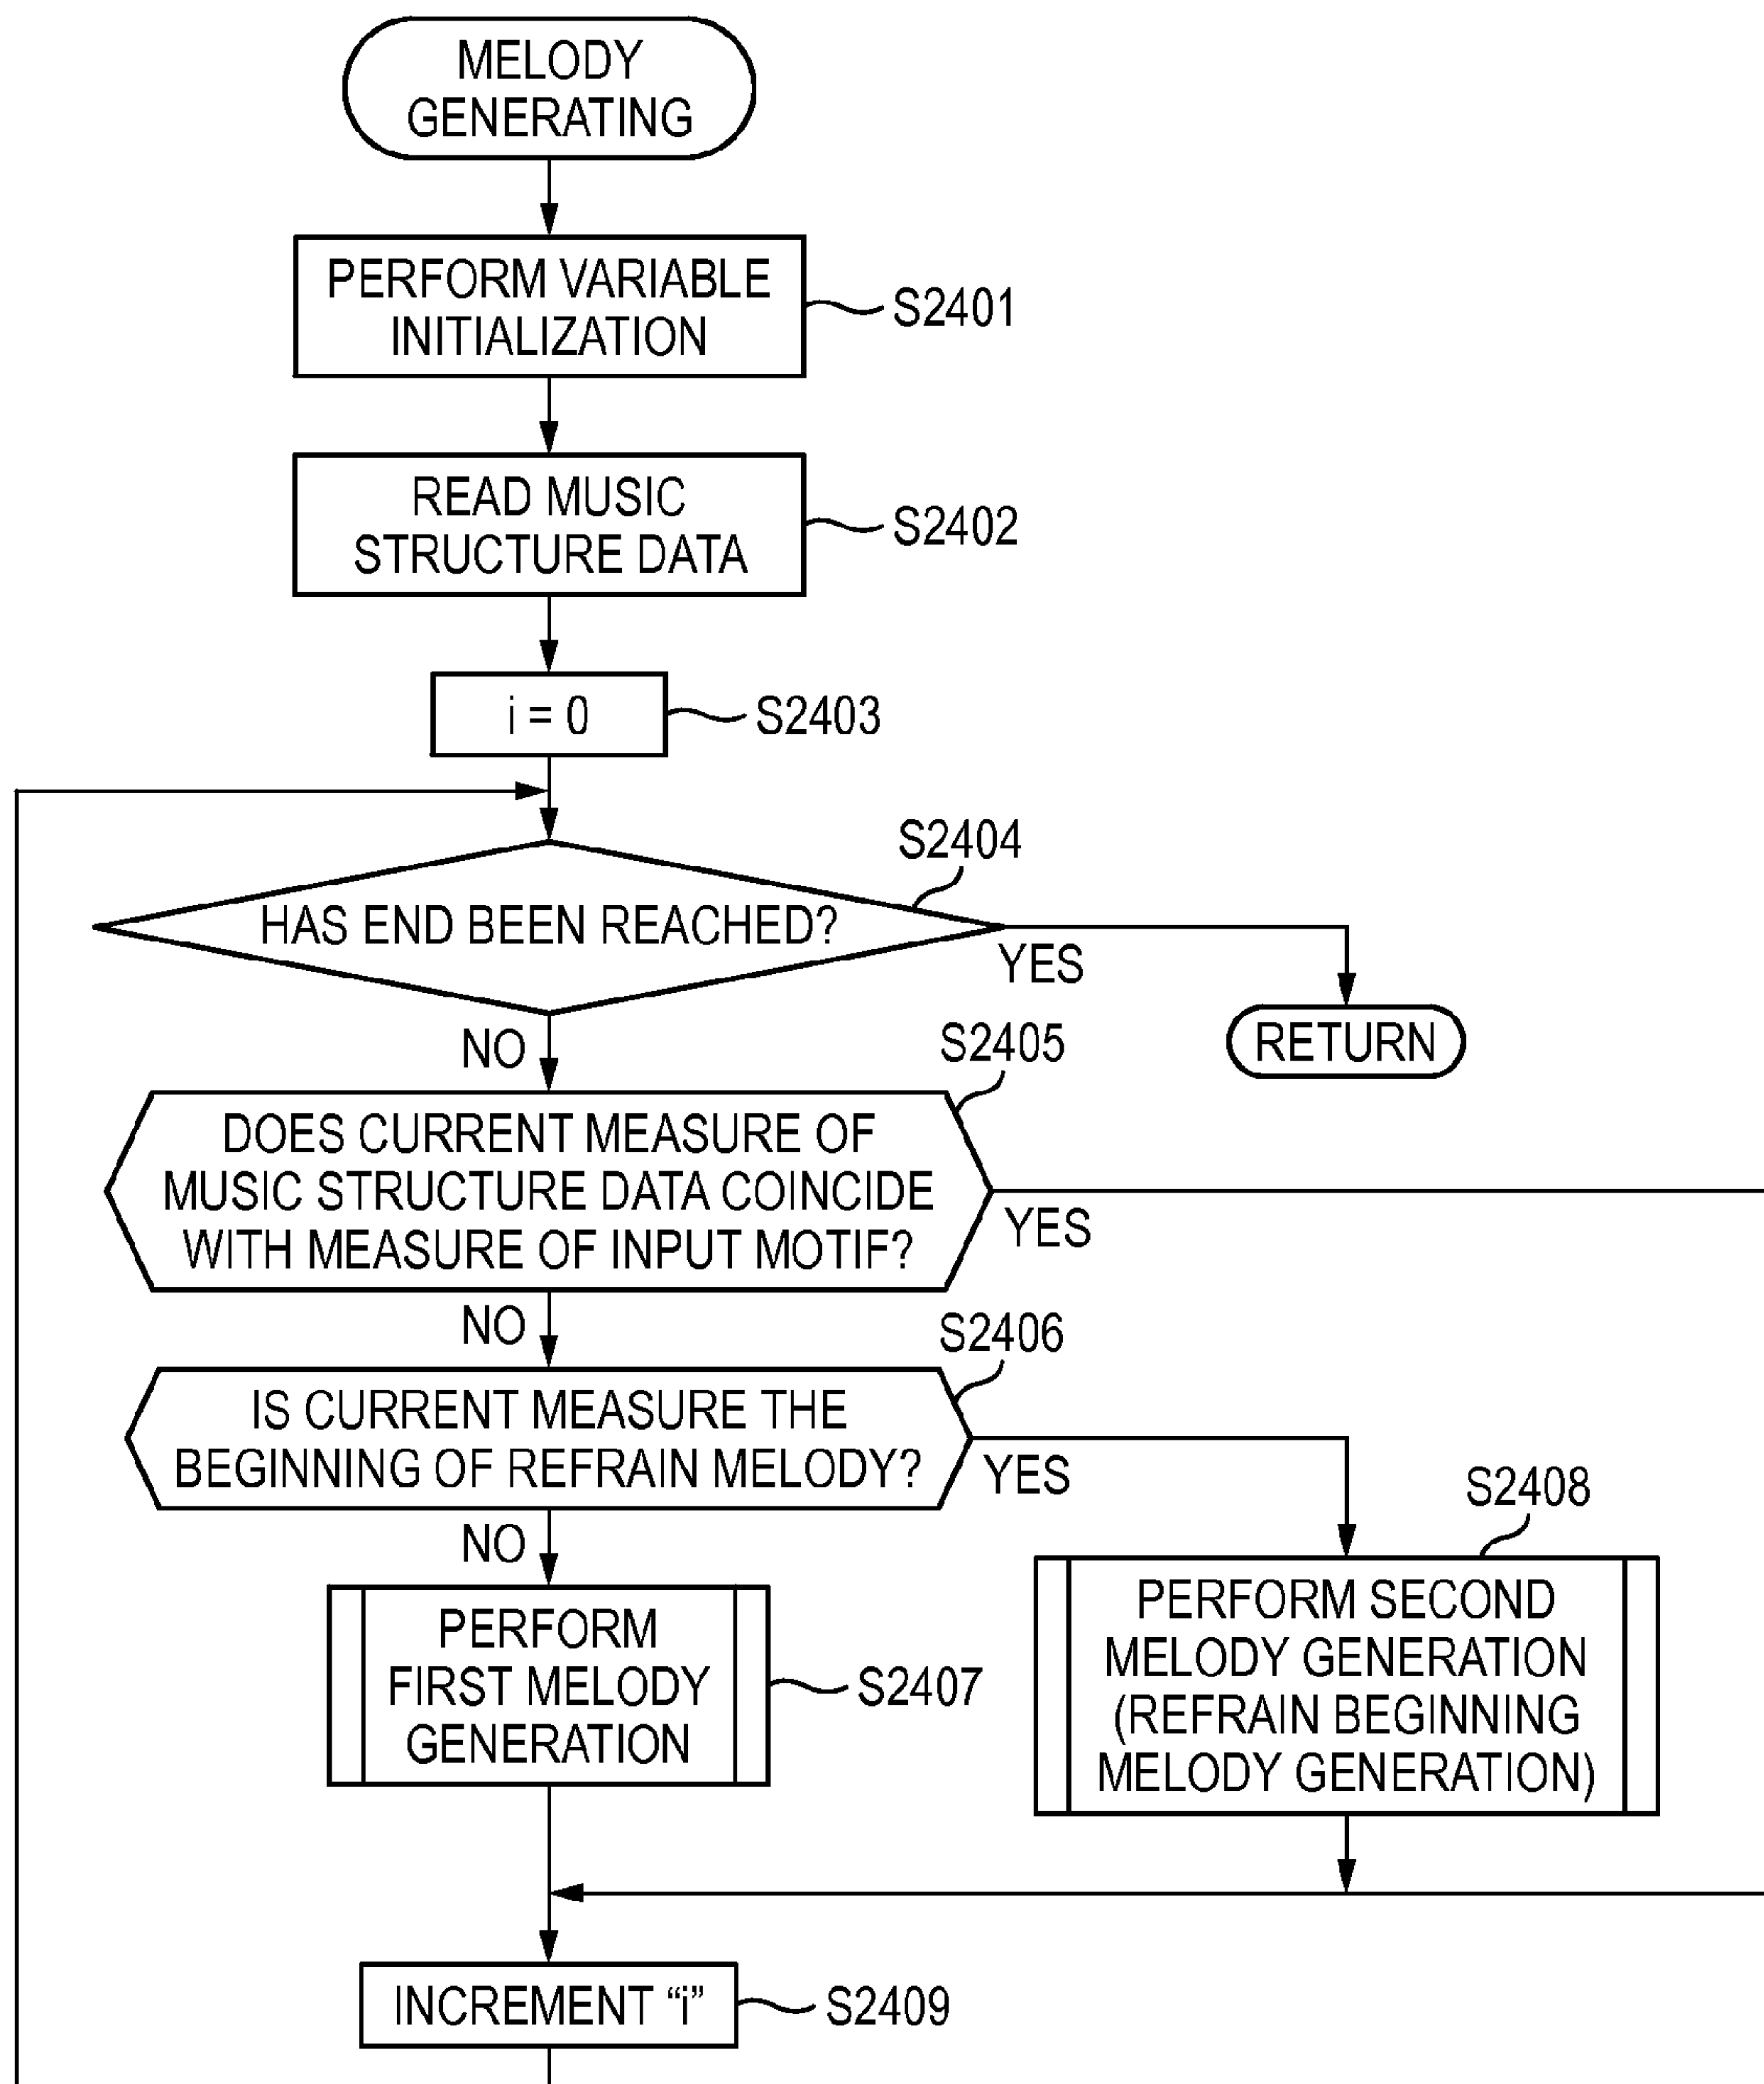 MELODY
GENERATING
PERFORM VARIABLE
INITIALIZATION
S2401
READ MUSIC
STRUCTURE DATA
S2402
i = 0
S2403
S2404
HAS END BEEN REACHED?
YES
RETURN
NO
S2405
DOES CURRENT MEASURE OF
MUSIC STRUCTURE DATA COINCIDE
WITH MEASURE OF INPUT MOTIF?
YES
NO
S2406
IS CURRENT MEASURE THE
BEGINNING OF REFRAIN MELODY?
YES
NO
PERFORM
FIRST MELODY
GENERATION
S2407
S2408
PERFORM SECOND
MELODY GENERATION
(REFRAIN BEGINNING
MELODY GENERATION)
INCREMENT “i”
S2409